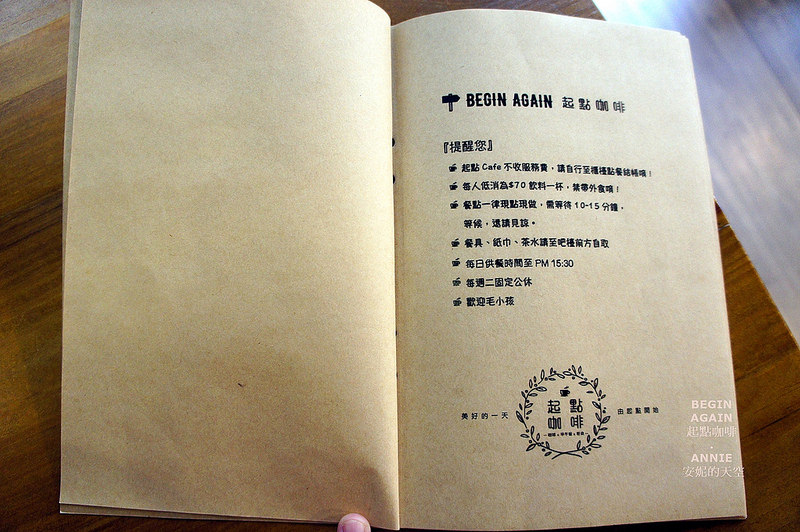 BEGIN AGAIN 起點咖啡
『提醒您』
起點 Cafe 不收服務費，請自行至櫃檯點餐結帳唷！
每人低消為$70 飲料一杯，禁帶外食唷！
餐點一律現點現做，需等待 10-15 分鐘，
等候，還請見諒。
餐具、紙巾、茶水請至吧檯前方自取
每日供餐時間至 PM 15:30
每週二固定公休
歡迎毛小孩
美好的一天
起點
咖啡
由起點開始
BEGIN
AGAIN
起點咖啡
ANNIE
安妮的天空